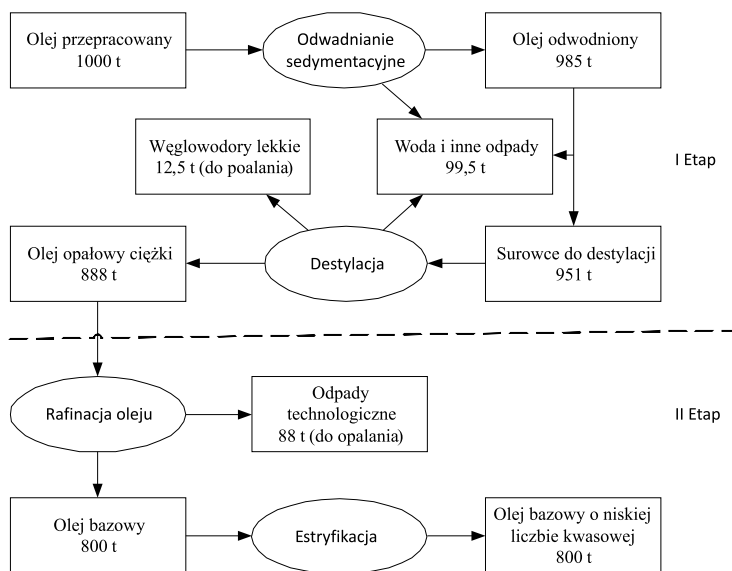 Olej przepracowany
1000 t
Odwadnianie
sedymentacyjne
Olej odwodniony
985 t
Węglowodory lekkie
12,5 t (do poalania)
Woda i inne odpady
99,5 t
I Etap
Olej opałowy ciężki
888 t
Destylacja
Surowce do destylacji
951 t
Rafinacja oleju
Odpady
technologiczne
88 t (do opalania)
II Etap
Olej bazowy
800 t
Estryfikacja
Olej bazowy o niskiej
liczbie kwasowej
800 t